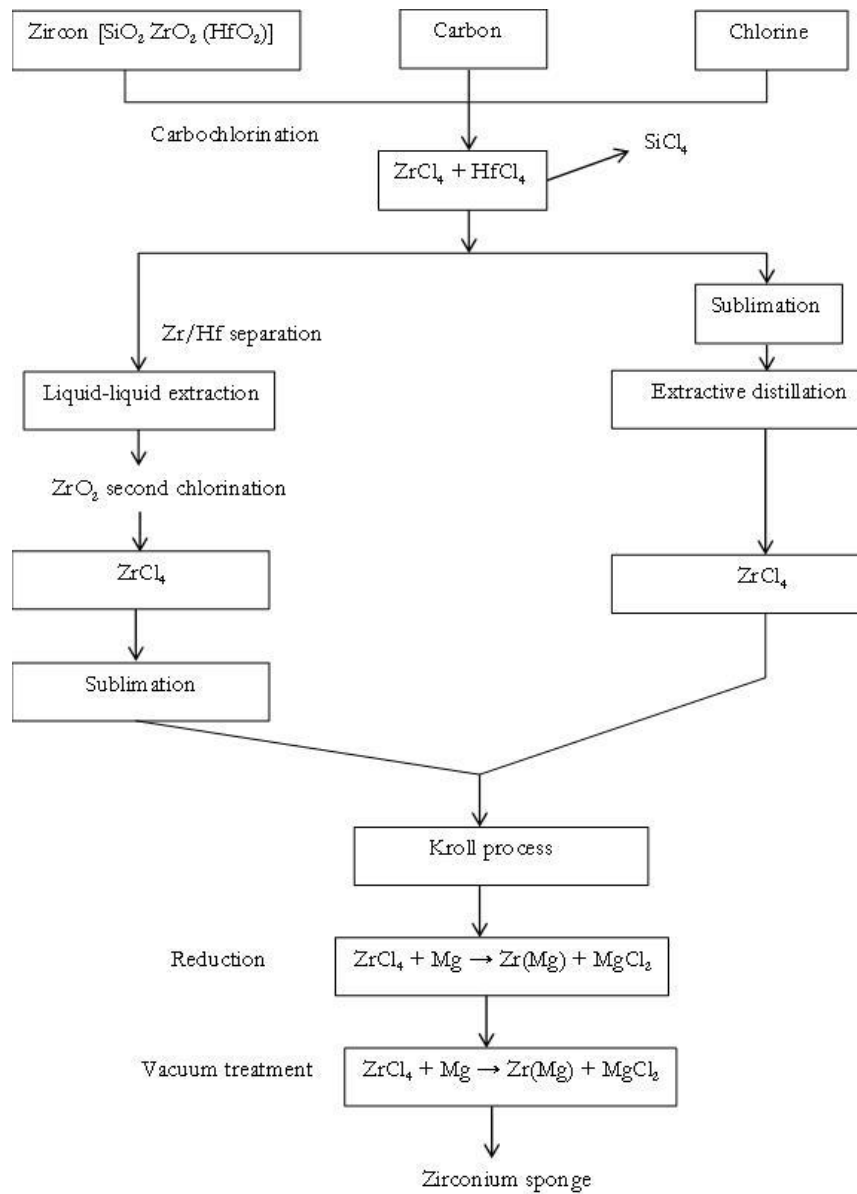 Zircon [SiO₂ ZrO₂ (HfO₂)]
Carbon
Chlorine
Carbochlorination
ZrCl₄ + HfCl₄
SiCl₄
Zr/Hf separation
Sublimation
Liquid-liquid extraction
Extractive distillation
ZrO₂ second chlorination
ZrCl₄
ZrCl₄
Sublimation
Kroll process
Reduction
ZrCl₄ + Mg → Zr(Mg) + MgCl₂
Vacuum treatment
ZrCl₄ + Mg → Zr(Mg) + MgCl₂
Zirconium sponge